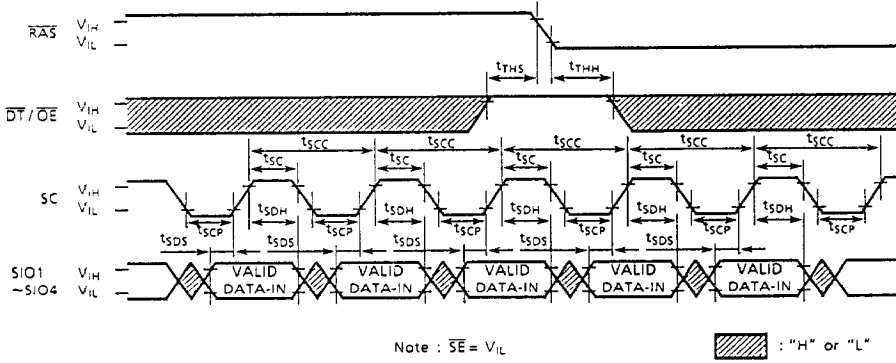 RAS VIH
VIL
tTHS tTHH
DT / OE VIH
VIL
tSCC tSCC tSCC tSCC tSCC
tSC tSC tSC tSC tSC
SC VIH
VIL
tSDH tSDH tSDH tSDH tSDH
tSCP tSCP tSCP tSCP tSCP tSCP
tSDS tSDS tSDS tSDS tSDS
SIO1 VIH VALID VALID VALID VALID VALID
~SIO4 VIL DATA-IN DATA-IN DATA-IN DATA-IN DATA-IN
Note : SE = VIL : "H" or "L"